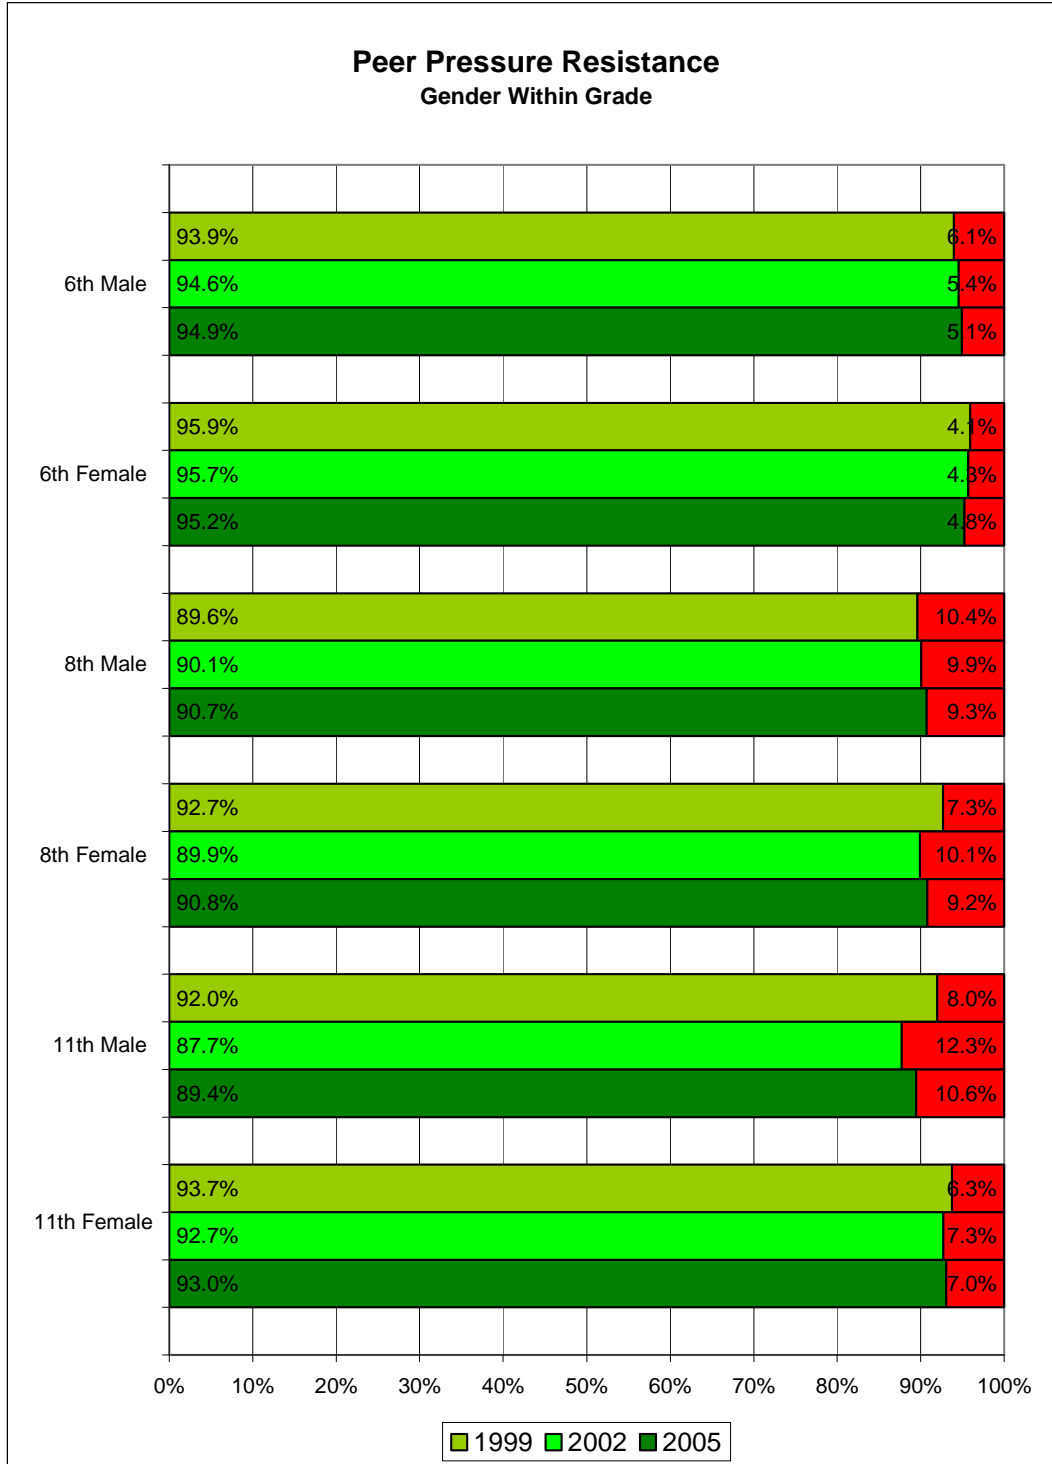 Peer Pressure Resistance
Gender Within Grade
93.9% 6.1%
6th Male 94.6% 5.4%
94.9% 5.1%
95.9% 4.1%
6th Female 95.7% 4.3%
95.2% 4.8%
89.6% 10.4%
8th Male 90.1% 9.9%
90.7% 9.3%
92.7% 7.3%
8th Female 89.9% 10.1%
90.8% 9.2%
92.0% 8.0%
11th Male 87.7% 12.3%
89.4% 10.6%
93.7% 6.3%
11th Female 92.7% 7.3%
93.0% 7.0%
0% 10% 20% 30% 40% 50% 60% 70% 80% 90% 100%
1999 2002 2005